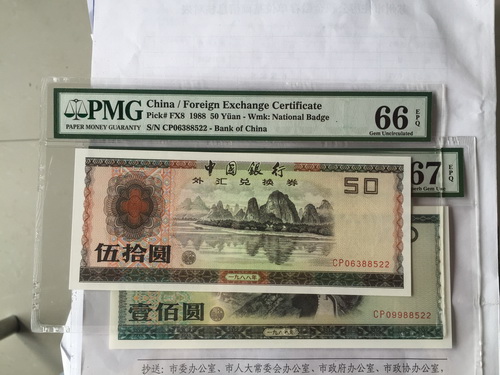 PMG
PAPER MONEY GUARANTY
China / Foreign Exchange Certificate
Pick# FX8 1988 50 Yüan - Wmk: National Badge
S/N CP06388522 - Bank of China
66 EPQ
Gem Uncirculated
67 EPQ
中国银行
外汇兑换券
50
伍拾圆
CP06388522
一九八八年
壹佰圆
CP09988522
抄送：市委办公室、市人大常委会办公室、市政府办公室、市政协办公室，